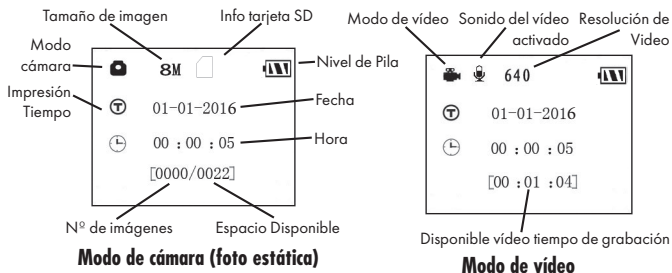 Tamaño de imagen
Info tarjeta SD
Modo cámara
8M
Nivel de Pila
Impresión Tiempo
T
01-01-2016
Fecha
00 : 00 : 05
Hora
[0000/0022]
Nº de imágenes
Espacio Disponible
Modo de cámara (foto estática)
Modo de vídeo
Sonido del vídeo activado
Resolución de Video
640
T
01-01-2016
00 : 00 : 05
[00 :01 :04]
Disponible vídeo tiempo de grabación
Modo de vídeo